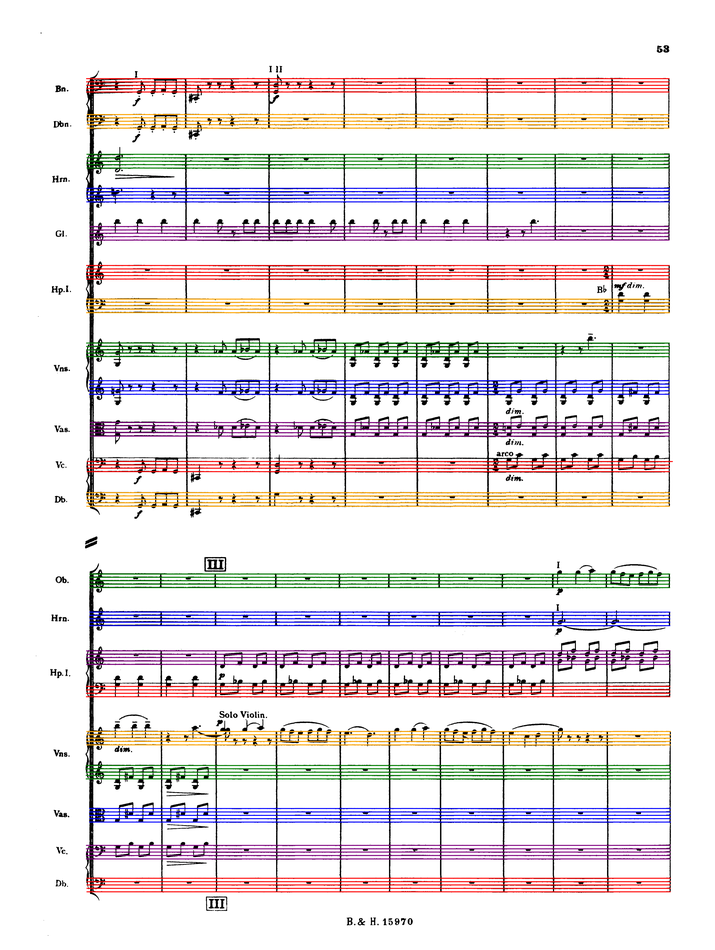 53
I
I II
Bn.
f
f
Dbn.
f
Hrn.
Gl.
Hp.I.
B♭
mf dim.
Vns.
dim.
Vas.
dim.
arco
Vc.
f
dim.
Db.
f
III
I
Ob.
p
I
Hrn.
p
Hp.I.
p
p
Solo Violin.
Vns.
dim.
Vas.
Vc.
Db.
III
B. & H. 15970